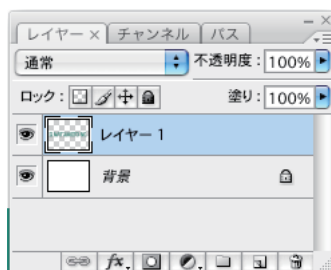 レイヤー × チャンネル パス
通常 不透明度: 100%
ロック: 塗り: 100%
レイヤー 1
背景
fx.